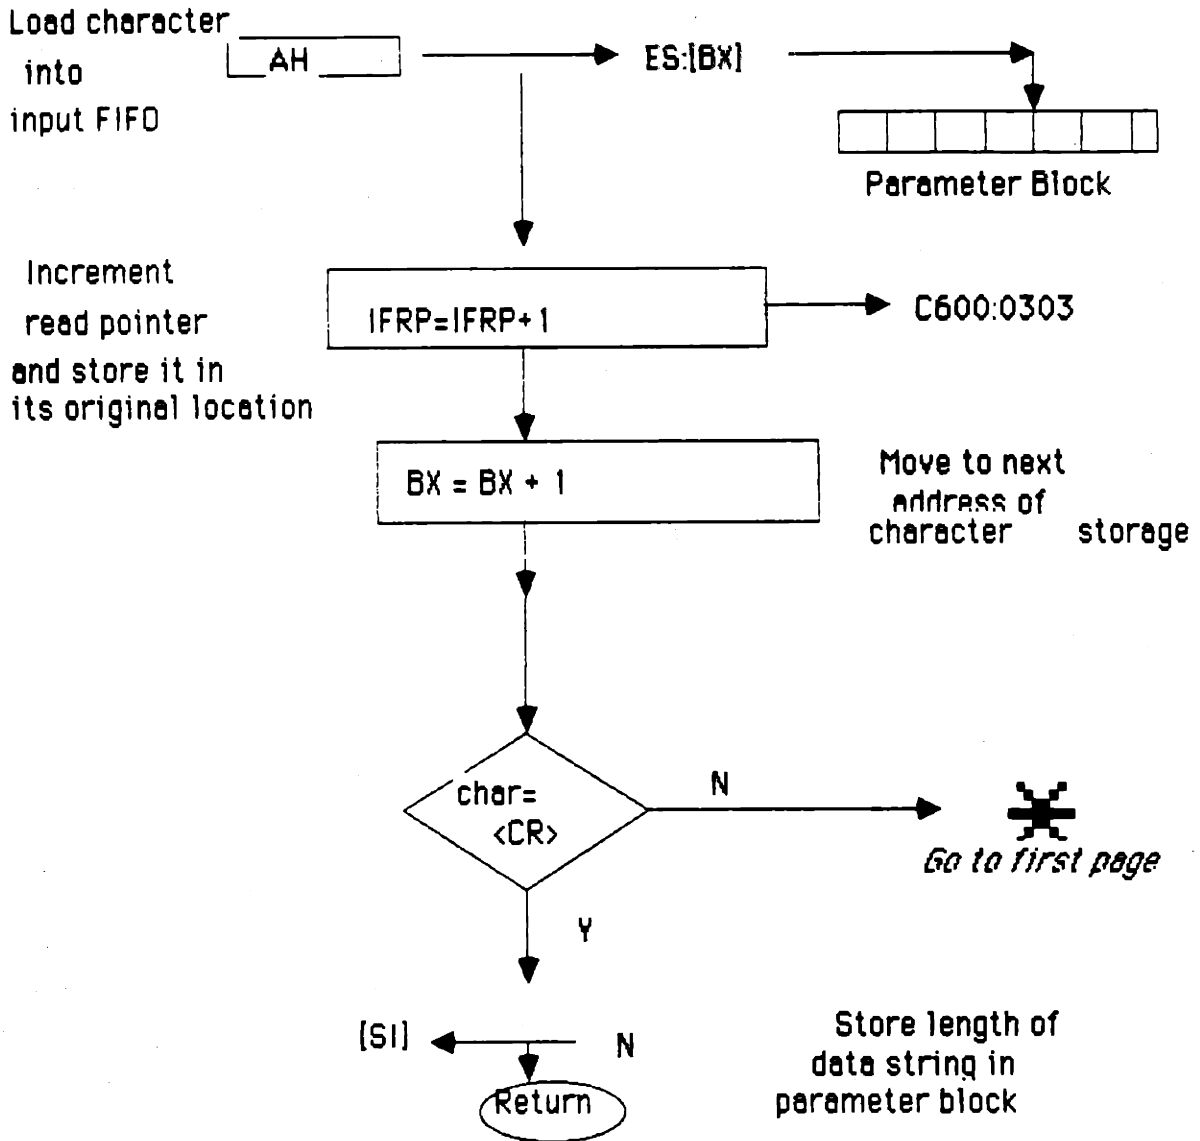 Load character
into
input FIFO
AH
ES:[BX]
Parameter Block
Increment
read pointer
and store it in
its original location
IFRP=IFRP+1
C600:0303
BX = BX + 1
Move to next
address of
character storage
char=
<CR>
N
Go to first page
Y
[SI]
N
Store length of
data string in
parameter block
Return